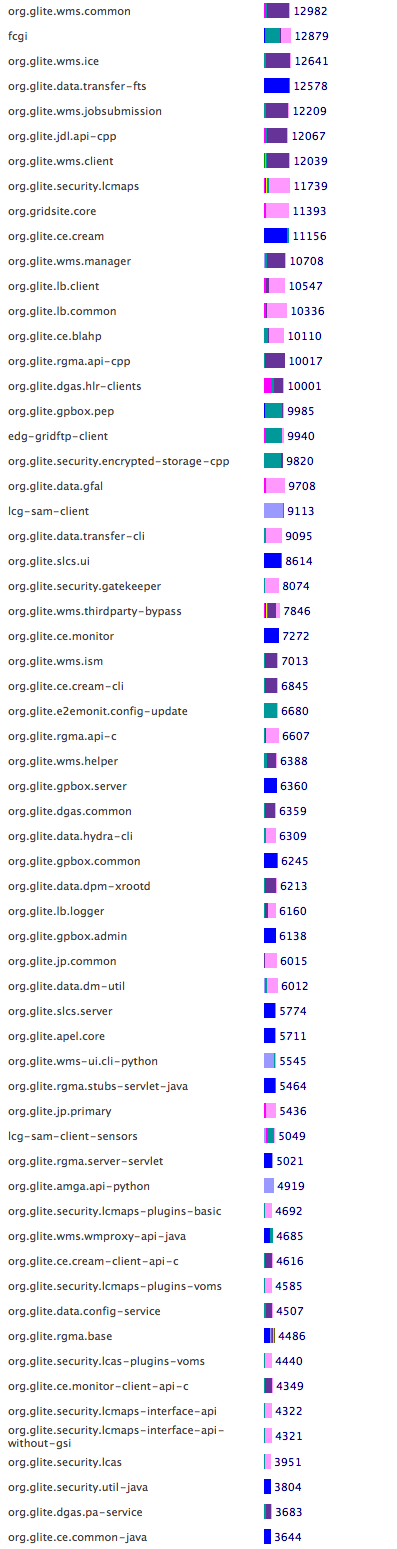 org.glite.wms.common 12982
fcgi 12879
org.glite.wms.ice 12641
org.glite.data.transfer-fts 12578
org.glite.wms.jobsubmission 12209
org.glite.jdl.api-cpp 12067
org.glite.wms.client 12039
org.glite.security.lcmaps 11739
org.gridsite.core 11393
org.glite.ce.cream 11156
org.glite.wms.manager 10708
org.glite.lb.client 10547
org.glite.lb.common 10336
org.glite.ce.blahp 10110
org.glite.rgma.api-cpp 10017
org.glite.dgas.hlr-clients 10001
org.glite.gpbox.pep 9985
edg-gridftp-client 9940
org.glite.security.encrypted-storage-cpp 9820
org.glite.data.gfal 9708
lcg-sam-client 9113
org.glite.data.transfer-cli 9095
org.glite.slcs.ui 8614
org.glite.security.gatekeeper 8074
org.glite.wms.thirdparty-bypass 7846
org.glite.ce.monitor 7272
org.glite.wms.ism 7013
org.glite.ce.cream-cli 6845
org.glite.e2emonit.config-update 6680
org.glite.rgma.api-c 6607
org.glite.wms.helper 6388
org.glite.gpbox.server 6360
org.glite.dgas.common 6359
org.glite.data.hydra-cli 6309
org.glite.gpbox.common 6245
org.glite.data.dpm-xrootd 6213
org.glite.lb.logger 6160
org.glite.gpbox.admin 6138
org.glite.jp.common 6015
org.glite.data.dm-util 6012
org.glite.slcs.server 5774
org.glite.apel.core 5711
org.glite.wms-ui.cli-python 5545
org.glite.rgma.stubs-servlet-java 5464
org.glite.jp.primary 5436
lcg-sam-client-sensors 5049
org.glite.rgma.server-servlet 5021
org.glite.amga.api-python 4919
org.glite.security.lcmaps-plugins-basic 4692
org.glite.wms.wmproxy-api-java 4685
org.glite.ce.cream-client-api-c 4616
org.glite.security.lcmaps-plugins-voms 4585
org.glite.data.config-service 4507
org.glite.rgma.base 4486
org.glite.security.lcas-plugins-voms 4440
org.glite.ce.monitor-client-api-c 4349
org.glite.security.lcmaps-interface-api 4322
org.glite.security.lcmaps-interface-api- 4321
without-gsi
org.glite.security.lcas 3951
org.glite.security.util-java 3804
org.glite.dgas.pa-service 3683
org.glite.ce.common-java 3644